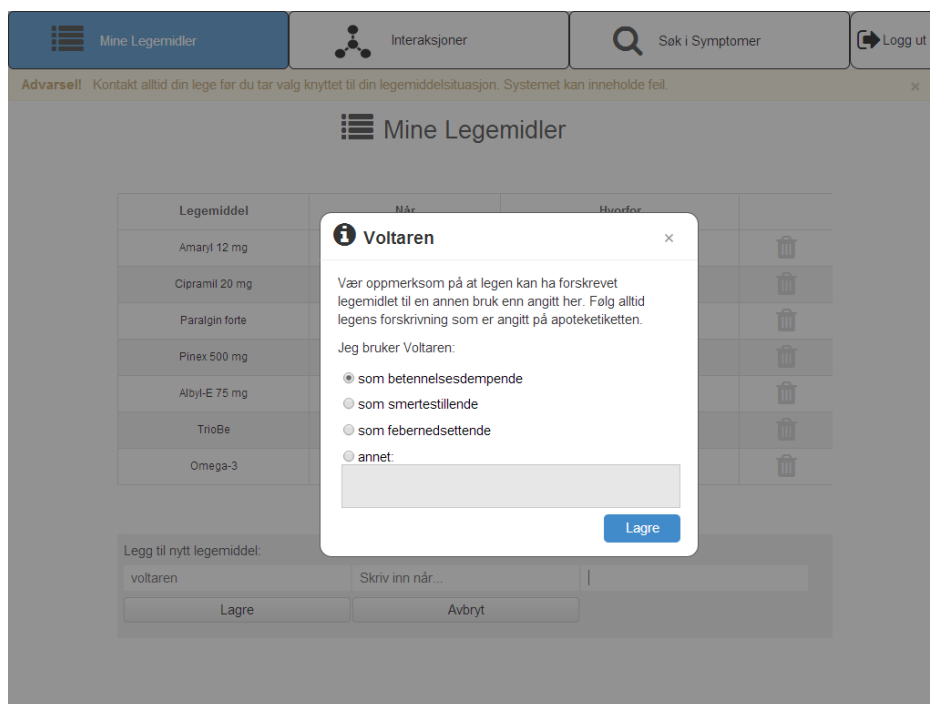 Mine Legemidler
Interaksjoner
Søk i Symptomer
Logg ut
Advarsel! Kontakt alltid din lege før du tar valg knyttet til din legemiddelsituasjon. Systemet kan inneholde feil. ×
Mine Legemidler
Legemiddel Når Hvorfor
Amaryl 12 mg
Cipramil 20 mg
Paralgin forte
Pinex 500 mg
Albyl-E 75 mg
TrioBe
Omega-3
Voltaren ×
Vær oppmerksom på at legen kan ha forskrevet
legemidlet til en annen bruk enn angitt her. Følg alltid
legens forskrivning som er angitt på apoteketiketten.
Jeg bruker Voltaren:
som betennelsesdempende
som smertestillende
som febernedsettende
annet:
Lagre
Legg til nytt legemiddel:
voltaren Skriv inn når...
Lagre Avbryt